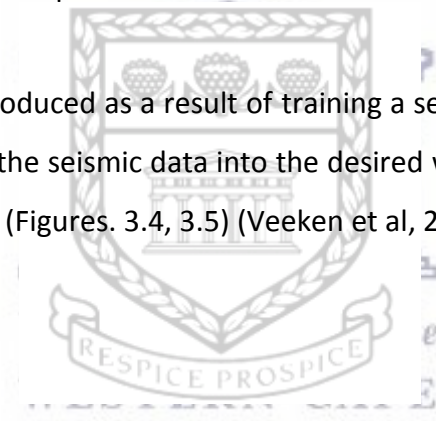 oduced as a result of training a se
the seismic data into the desired
(Figures. 3.4, 3.5) (Veeken et al, 2
RESPICE PROSPICE